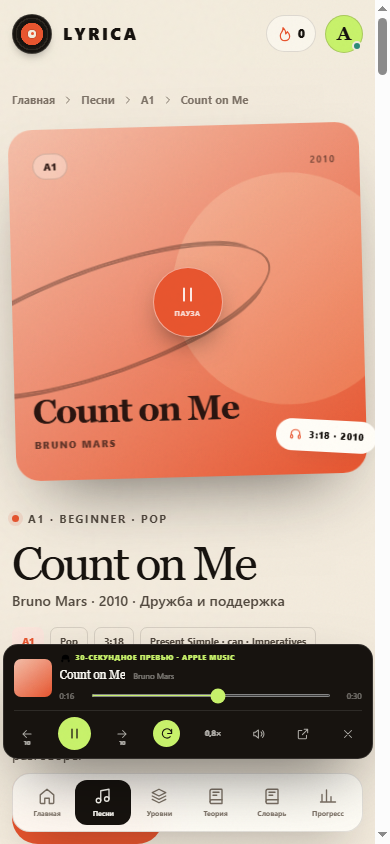 LYRICA
0
A
Главная > Песни > A1 > Count on Me
A1
2010
ПАУЗА
Count on Me
BRUNO MARS
3:18 · 2010
A1 · BEGINNER · POP
Count on Me
Bruno Mars · 2010 · Дружба и поддержка
A1 Pop 3:18 Present Simple · can · Imperatives
30-СЕКУНДНОЕ ПРЕВЬЮ · APPLE MUSIC
Count on Me Bruno Mars
0:16
0:30
10
10
0,8×
Главная Песни Уровни Теория Словарь Прогресс